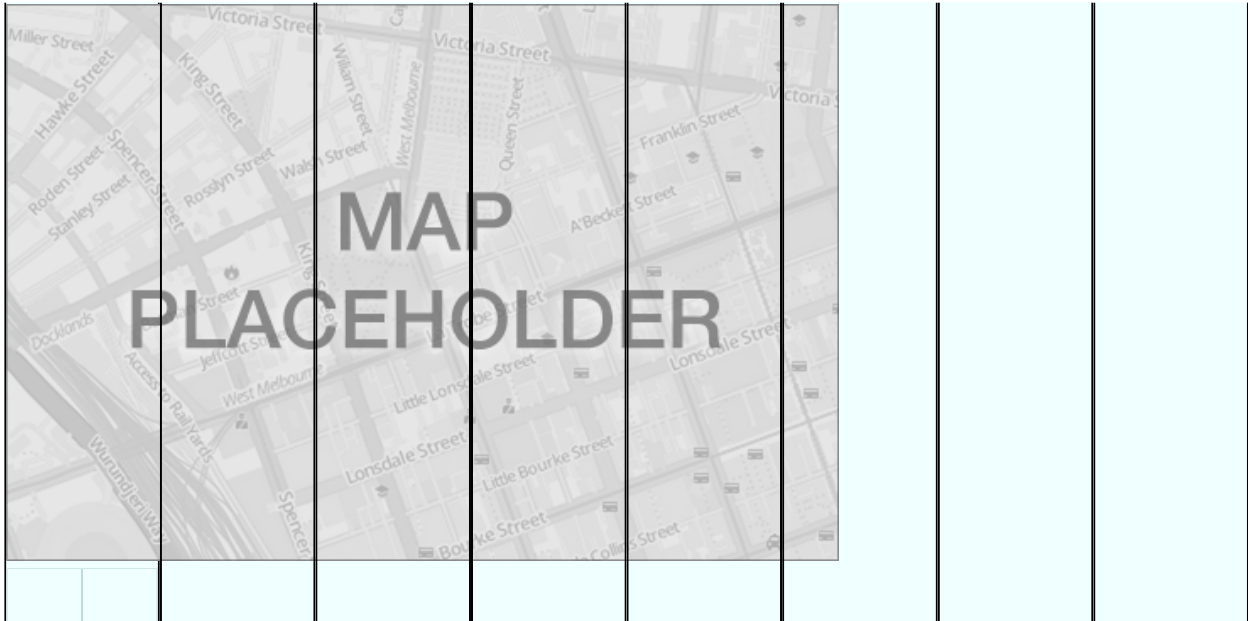 Victoria Street
Cap
Miller Street
Victoria Street
Hawke Street
King Street
William Street
West Melbourne
Queen Street
Victoria S
Franklin Street
Spencer Street
Roden Street
Stanley Street
Rosslyn Street
Walsh Street
A'Beckett Street
MAP
King S
PLACEHOLDER
Docklands
Jeffcott Street
Lonsdale Street
Access to Rail Yards
West Melbourne
Little Lonsdale Street
Lonsdale Street
Little Bourke Street
Wurundjeri Way
Spencer
Bourke Street
Collins Street